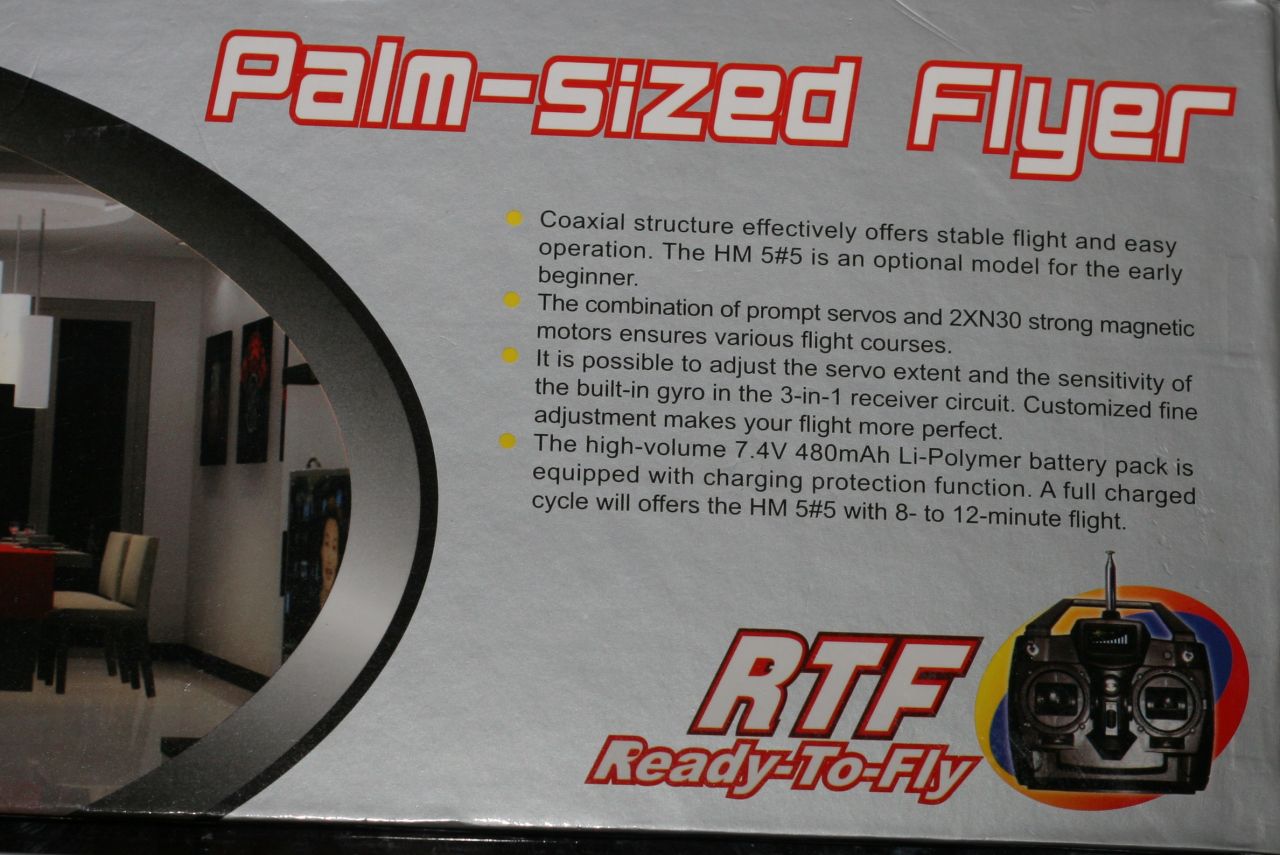 Palm-Sized Flyer
Coaxial structure effectively offers stable flight and easy
operation. The HM 5#5 is an optional model for the early
beginner.
The combination of prompt servos and 2XN30 strong magnetic
motors ensures various flight courses.
It is possible to adjust the servo extent and the sensitivity of
the built-in gyro in the 3-in-1 receiver circuit. Customized fine
adjustment makes your flight more perfect.
The high-volume 7.4V 480mAh Li-Polymer battery pack is
equipped with charging protection function. A full charged
cycle will offers the HM 5#5 with 8- to 12-minute flight.
RTF
Ready-To-Fly